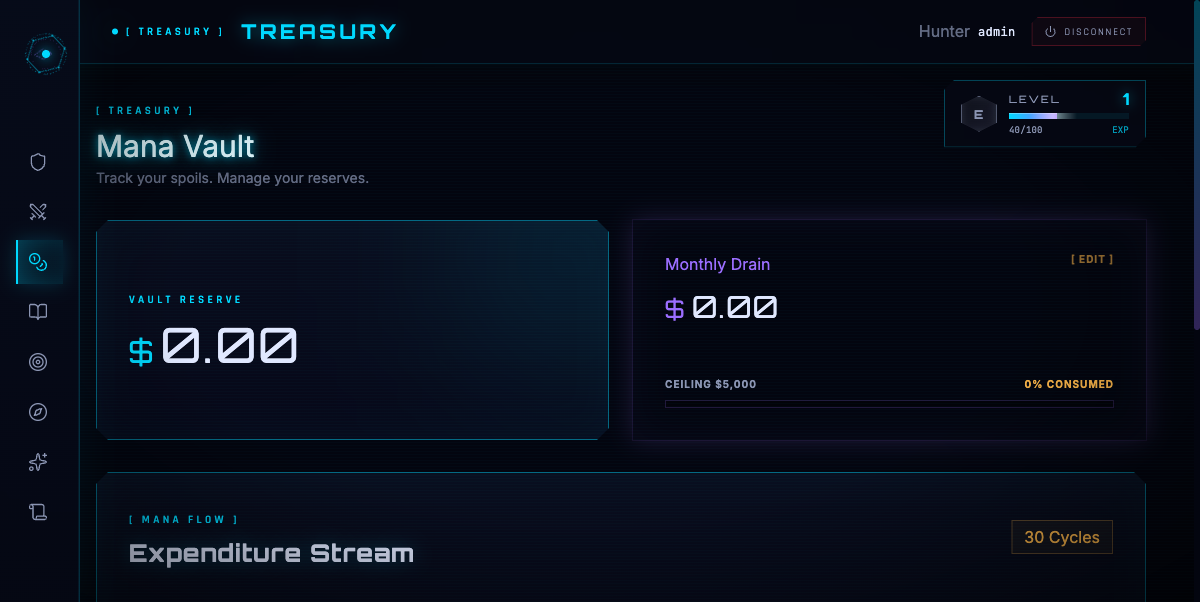 [ TREASURY ] TREASURY
Hunter admin
DISCONNECT
[ TREASURY ]
Mana Vault
Track your spoils. Manage your reserves.
E
LEVEL 1
40/100 EXP
VAULT RESERVE
$ 0.00
Monthly Drain
[ EDIT ]
$ 0.00
CEILING $5,000
0% CONSUMED
[ MANA FLOW ]
Expenditure Stream
30 Cycles